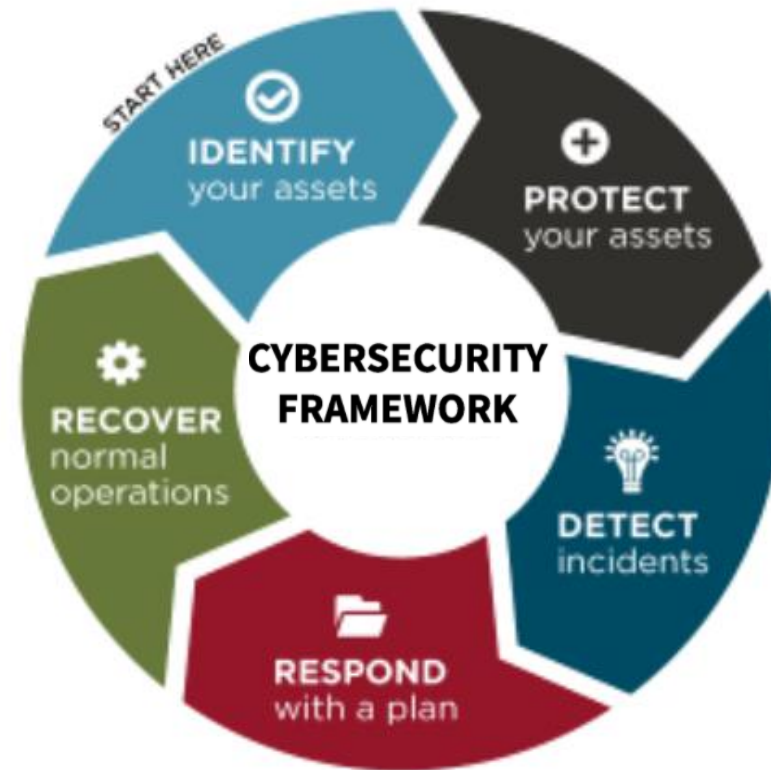 START HERE
IDENTIFY
your assets
PROTECT
your assets
DETECT
incidents
RESPOND
with a plan
RECOVER
normal
operations
CYBERSECURITY
FRAMEWORK